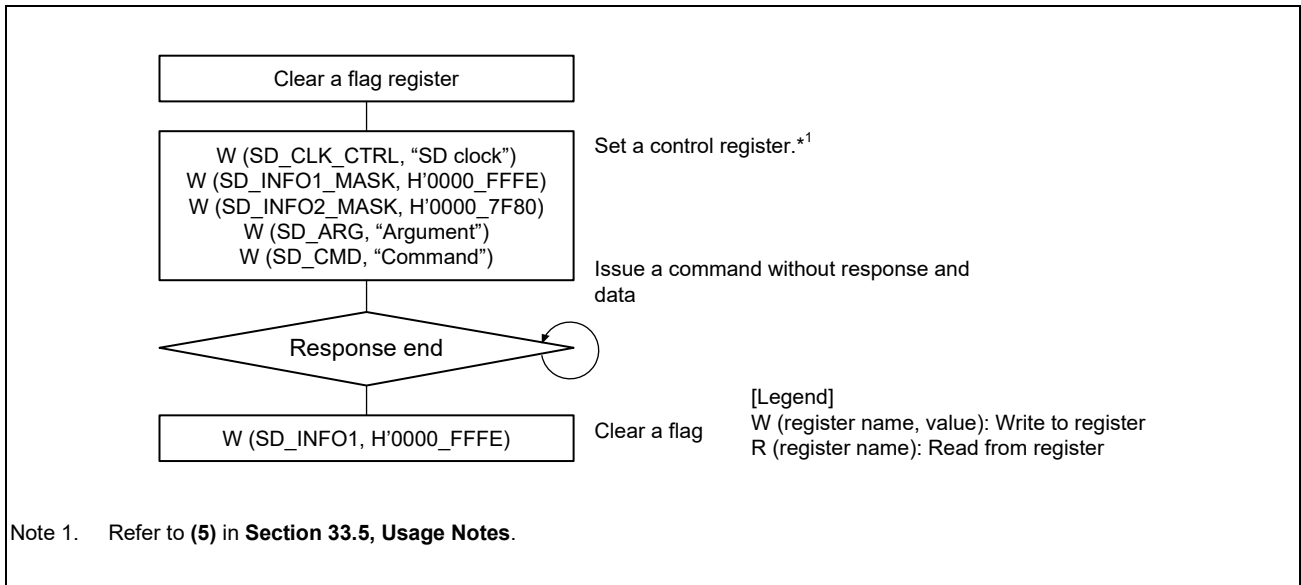 Clear a flag register
Set a control register.*1
W (SD_CLK_CTRL, “SD clock”)
W (SD_INFO1_MASK, H'0000_FFFE)
W (SD_INFO2_MASK, H'0000_7F80)
W (SD_ARG, “Argument”)
W (SD_CMD, “Command”)
Issue a command without response and
data
Response end
W (SD_INFO1, H'0000_FFFE)
Clear a flag
[Legend]
W (register name, value): Write to register
R (register name): Read from register
Note 1. Refer to (5) in Section 33.5, Usage Notes.